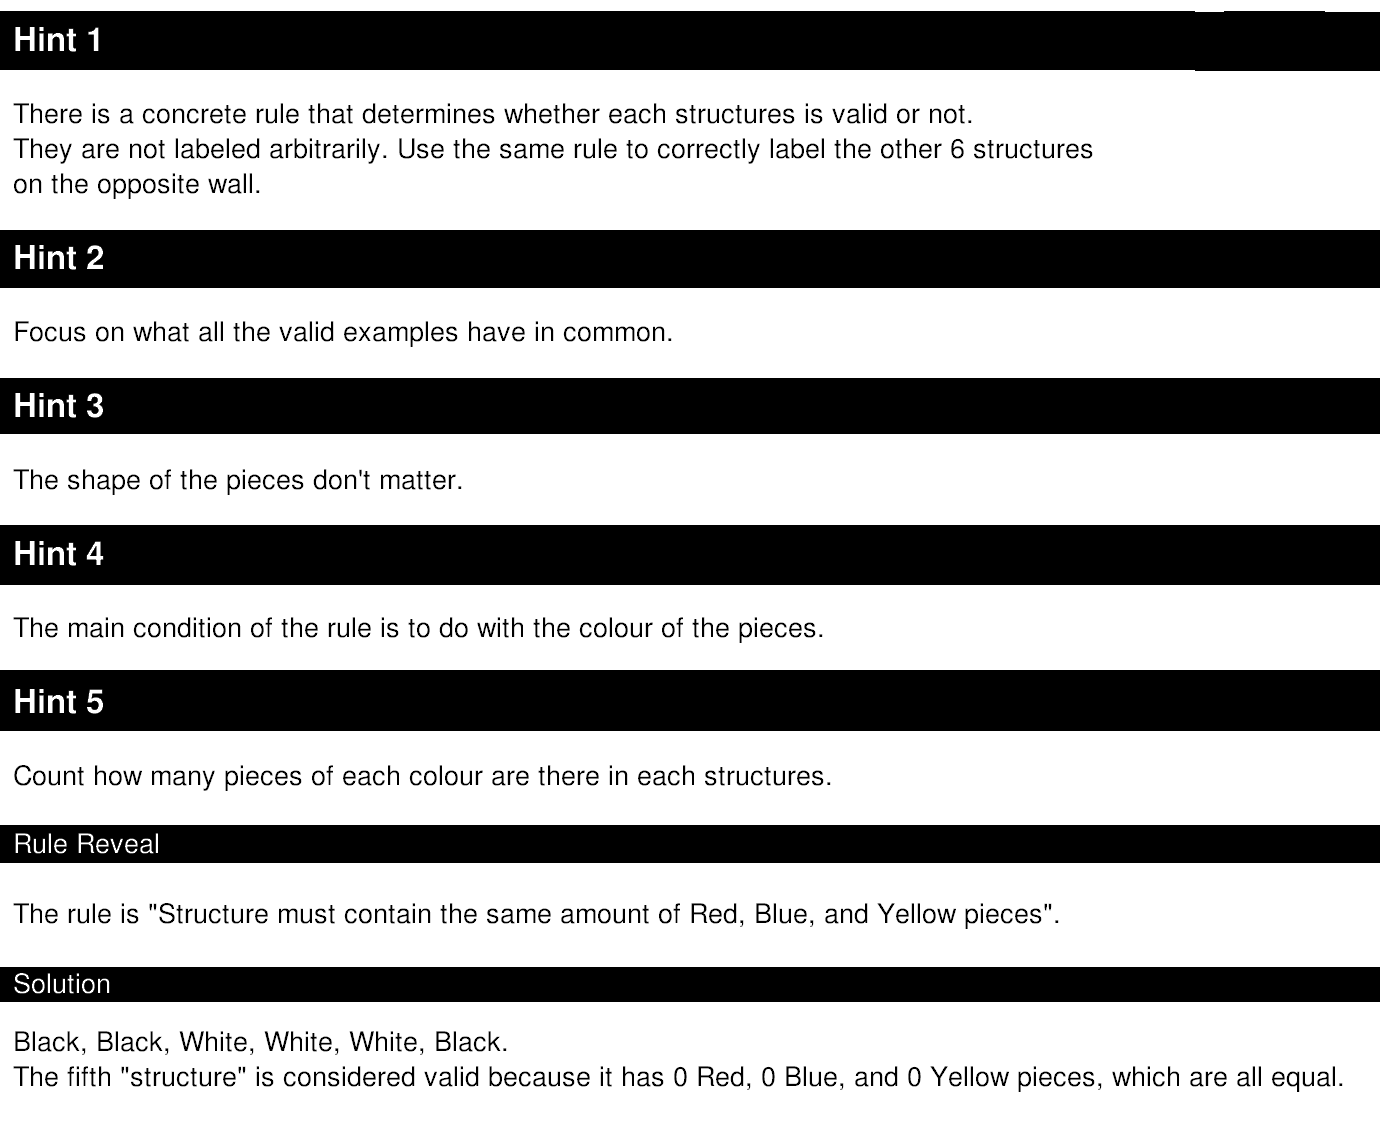 Hint 1
There is a concrete rule that determines whether each structures is valid or not.
They are not labeled arbitrarily. Use the same rule to correctly label the other 6 structures
on the opposite wall.
Hint 2
Focus on what all the valid examples have in common.
Hint 3
The shape of the pieces don't matter.
Hint 4
The main condition of the rule is to do with the colour of the pieces.
Hint 5
Count how many pieces of each colour are there in each structures.
Rule Reveal
The rule is "Structure must contain the same amount of Red, Blue, and Yellow pieces".
Solution
Black, Black, White, White, White, Black.
The fifth "structure" is considered valid because it has 0 Red, 0 Blue, and 0 Yellow pieces, which are all equal.